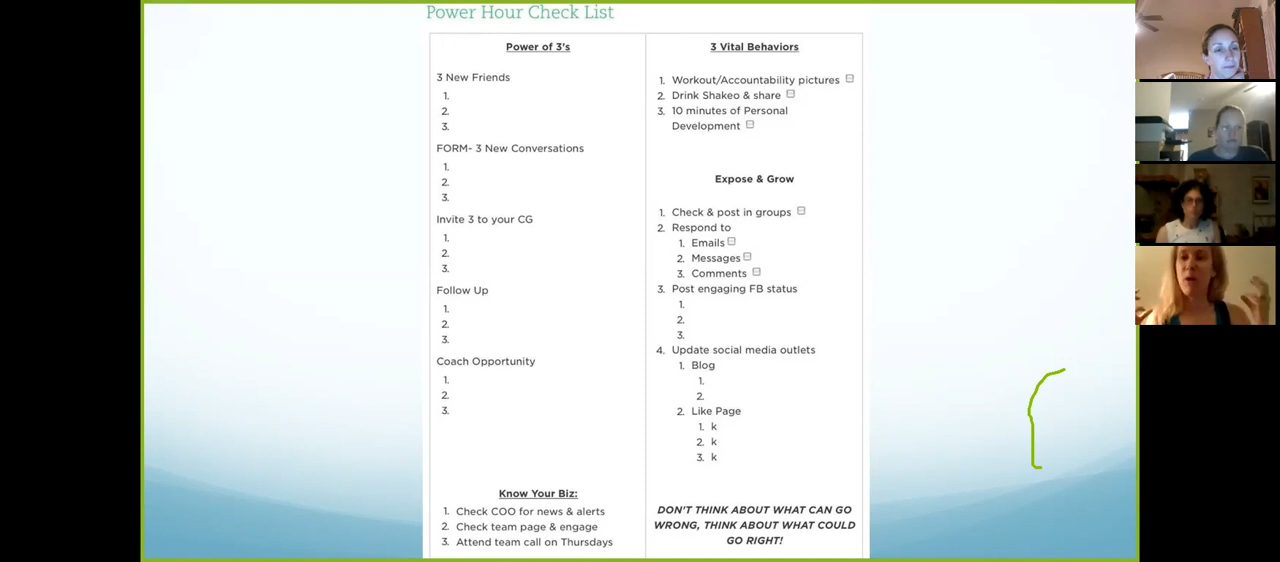 Power Hour Check List
Power of 3's
3 New Friends
1.
2.
3.
FORM- 3 New Conversations
1.
2.
3.
Invite 3 to your CG
1.
2.
3.
Follow Up
1.
2.
3.
Coach Opportunity
1.
2.
3.
Know Your Biz:
1. Check COO for news & alerts
2. Check team page & engage
3. Attend team call on Thursdays
3 Vital Behaviors
1. Workout/Accountability pictures
2. Drink Shakeo & share
3. 10 minutes of Personal
Development
Expose & Grow
1. Check & post in groups
2. Respond to
1. Emails
2. Messages
3. Comments
3. Post engaging FB status
1.
2.
3.
4. Update social media outlets
1. Blog
1.
2.
2. Like Page
1. k
2. k
3. k
DON'T THINK ABOUT WHAT CAN GO
WRONG, THINK ABOUT WHAT COULD
GO RIGHT!